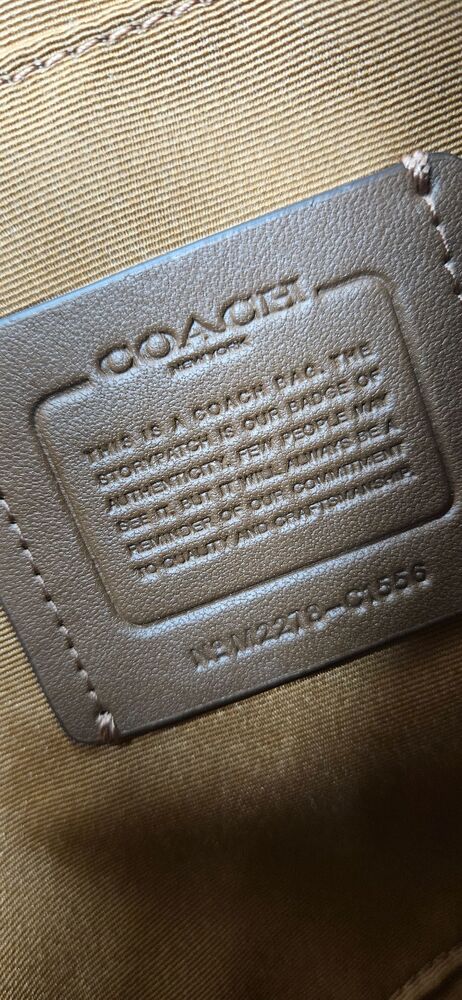 COACH
NEW YORK
THIS IS A COACH BAG. THE
STORYPATCH IS OUR BADGE OF
AUTHENTICITY. FEW PEOPLE MAY
SEE IT, BUT IT WILL ALWAYS BE A
REMINDER OF OUR COMMITMENT
TO QUALITY AND CRAFTSMANSHIP.
N9M2276-C1556